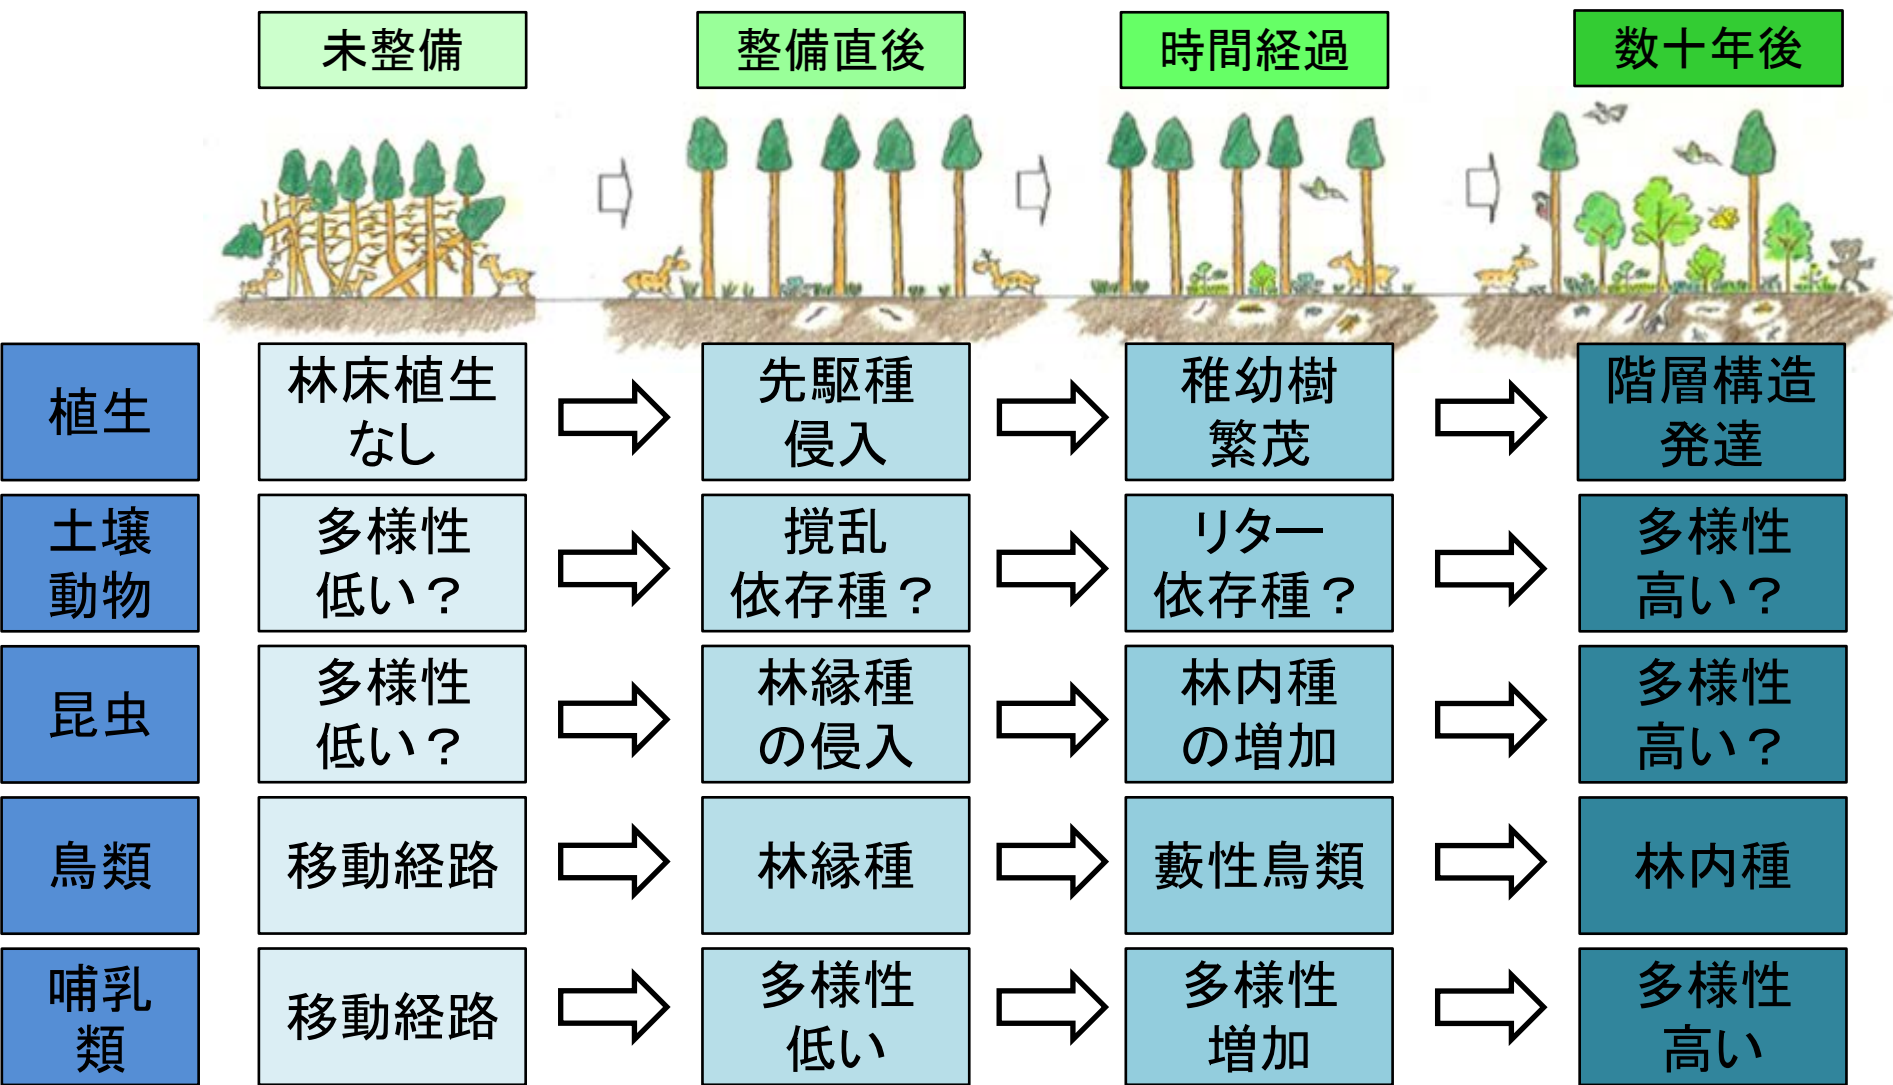 未整備
整備直後
時間経過
数十年後
植生
林床植生
なし
先駆種
侵入
稚幼樹
繁茂
階層構造
発達
土壌
動物
多様性
低い？
撹乱
依存種？
リター
依存種？
多様性
高い？
昆虫
多様性
低い？
林縁種
の侵入
林内種
の増加
多様性
高い？
鳥類
移動経路
林縁種
藪性鳥類
林内種
哺乳
類
移動経路
多様性
低い
多様性
増加
多様性
高い